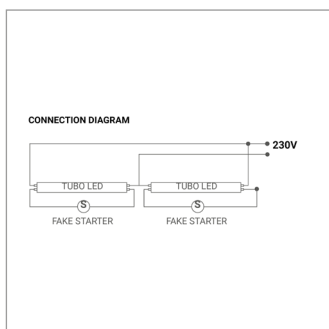 CONNECTION DIAGRAM
230V
TUBO LED TUBO LED
S S
FAKE STARTER FAKE STARTER